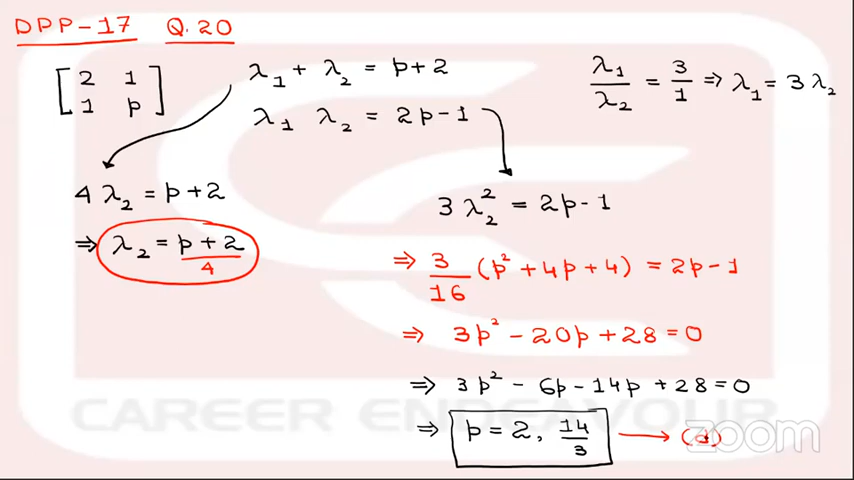 DPP-17 Q.20
[2 1
1 p]
λ₁ + λ₂ = p+2
λ₁ λ₂ = 2p-1
λ₁/λ₂ = 3/1 ⇒ λ₁ = 3λ₂
4λ₂ = p+2
⇒ λ₂ = (p+2)/4
3λ₂² = 2p-1
⇒ 3/16 (p² + 4p + 4) = 2p-1
⇒ 3p² - 20p + 28 = 0
⇒ 3p² - 6p - 14p + 28 = 0
⇒ p = 2, 14/3 →
CAREER ENDEAVOUR
zoom